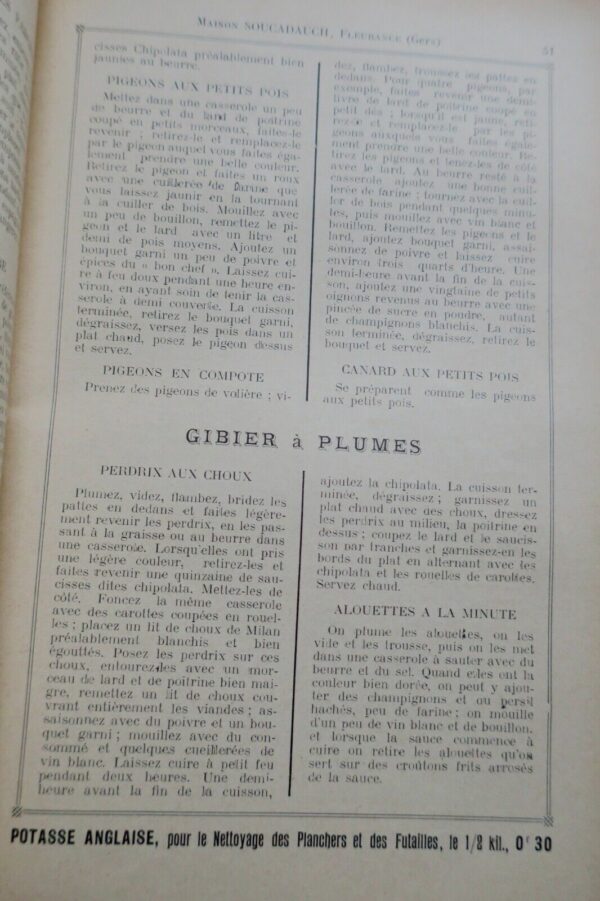 MAISON SOUCADAUCH, FLEURANCE (GERS)
51
cisses Chipolata préalablement bien
jaunies au beurre.
PIGEONS AUX PETITS POIS
Mettez dans une casserole un peu
de beurre et du lard de poitrine
coupé en petits morceaux, faites-le
revenir ; retirez-le et remplacez-le
par le pigeon auquel vous faites éga-
lement prendre une belle couleur.
Retirez le pigeon et faites un roux
avec une cuillerée de farine que
vous laissez jaunir en la tournant
à la cuiller de bois. Mouillez avec
un peu de bouillon, remettez le pi-
geon et le lard avec un litre et
demi de pois moyens. Ajoutez un
bouquet garni un peu de poivre et
épices du « bon chef ». Laissez cui-
re à feu doux pendant une heure en-
viron, en ayant soin de tenir la cas-
serole à demi couverte. La cuisson
terminée, retirez le bouquet garni,
dégraissez, versez les pois dans un
plat chaud, posez le pigeon dessus
et servez.
PIGEONS EN COMPOTE
Prenez des pigeons de volière ; vi-
dez, flambez, troussez les pattes en
dedans. Pour quatre pigeons, par
exemple, faites revenir une demi-
livre de lard de poitrine coupé en
petit dés ; lorsqu'il est jaune, reti-
rez-le et remplacez-le par les pi-
geons auxquels vous faites égale-
ment prendre une belle couleur. Re-
tirez les pigeons et tenez-les de côté
avec le lard. Au beurre resté à la
casserole ajoutez une bonne cuil-
lerée de farine ; tournez avec la cuil-
ler de bois pendant quelques minu-
tes, puis mouillez avec vin blanc et
bouillon. Remettez les pigeons et le
lard, ajoutez bouquet garni, assai-
sonnez de poivre et laissez cuire
environ trois quarts d'heure. Une
demi-heure avant la fin de la cuis-
son, ajoutez une vingtaine de petits
oignons revenus au beurre avec une
pincée de sucre en poudre, autant
de champignons blanchis. La cuis-
son terminée, dégraissez, retirez le
bouquet et servez.
CANARD AUX PETITS POIS
Se préparent comme les pigeons
aux petits pois.
GIBIER à PLUMES
PERDRIX AUX CHOUX
Plumez, videz, flambez, bridez les
pattes en dedans et faites légère-
ment revenir les perdrix, en les pas-
sant à la graisse ou au beurre dans
une casserole. Lorsqu'elles ont pris
une légère couleur, retirez-les et
faites revenir une quinzaine de sau-
cisses dites chipolata. Mettez-les de
côté. Foncez la même casserole
avec des carottes coupées en rouel-
les ; placez un lit de choux de Milan
préalablement blanchis et bien
égouttés. Posez les perdrix sur ces
choux, entourez-les avec un mor-
ceau de lard et de poitrine bien mai-
gre, remettez un lit de choux cou-
vrant entièrement les viandes ; as-
saisonnez avec du poivre et un bou-
quet garni ; mouillez avec du con-
sommé et quelques cueillerées de
vin blanc. Laissez cuire à petit feu
pendant deux heures. Une demi-
heure avant la fin de la cuisson,
ajoutez la chipolata. La cuisson ter-
minée, dégraissez ; garnissez un
plat chaud avec des choux, dressez
les perdrix au milieu, la poitrine en
dessus ; coupez le lard et le saucis-
son par tranches et garnissez-en les
bords du plat en alternant avec les
chipolata et les rouelles de carottes.
Servez chaud.
ALOUETTES A LA MINUTE
On plume les alouettes, on les
vide et les trousse, puis on les met
dans une casserole à sauter avec du
beurre et du sel. Quand elles ont la
couleur bien dorée, on peut y ajou-
ter des champignons et ou persil
hachés, peu de farine ; on mouille
d'un peu de vin blanc et de bouillon,
et lorsque la sauce commence à
cuire on retire les alouettes qu'on
sert sur des croûtons frits arrosés
de la sauce.
POTASSE ANGLAISE, pour le Nettoyage des Planchers et des Futailles, le 1/2 kil., 0f 30